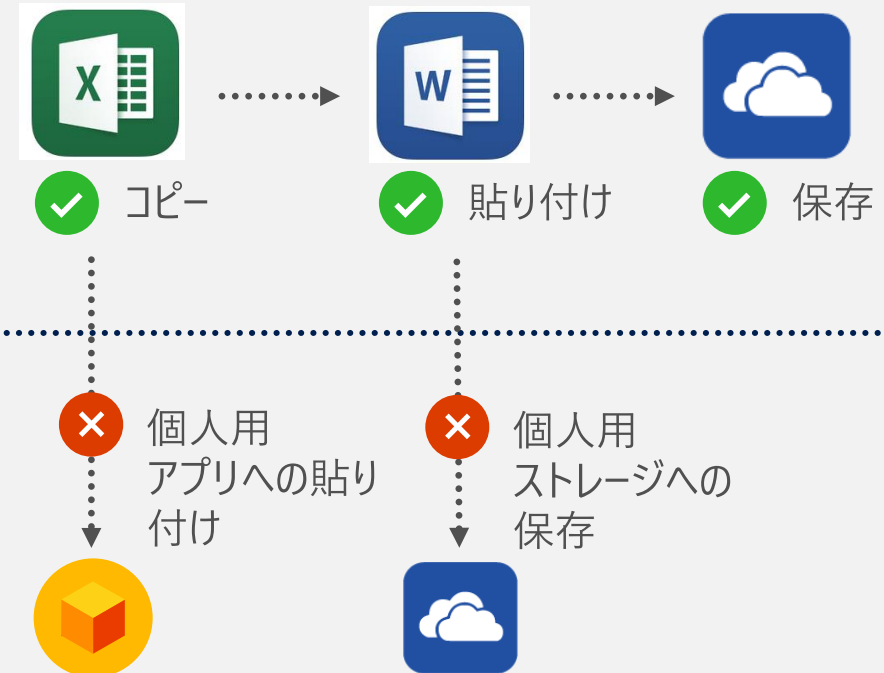 X
W
コピー
貼り付け
保存
個人用
アプリへの貼り
付け
個人用
ストレージへの
保存